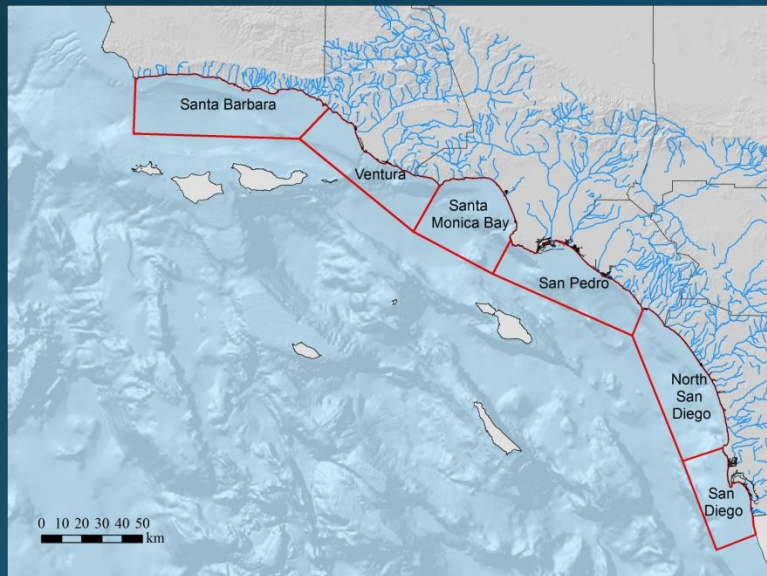 Santa Barbara
Ventura
Santa
Monica Bay
San Pedro
North
San
Diego
San
Diego
0 10 20 30 40 50
km